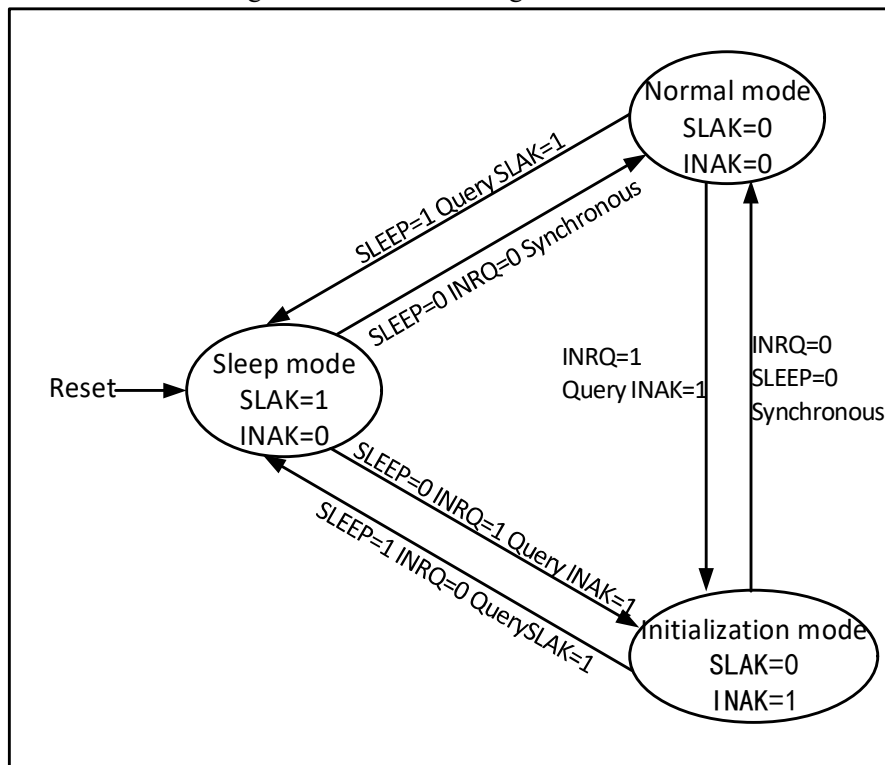 Normal mode
SLAK=0
INAK=0
SLEEP=1 Query SLAK=1
SLEEP=0 INRQ=0 Synchronous
INRQ=1
Query INAK=1
INRQ=0
SLEEP=0
Synchronous
Reset
Sleep mode
SLAK=1
INAK=0
SLEEP=0 INRQ=1 Query INAK=1
SLEEP=1 INRQ=0 QuerySLAK=1
Initialization mode
SLAK=0
INAK=1